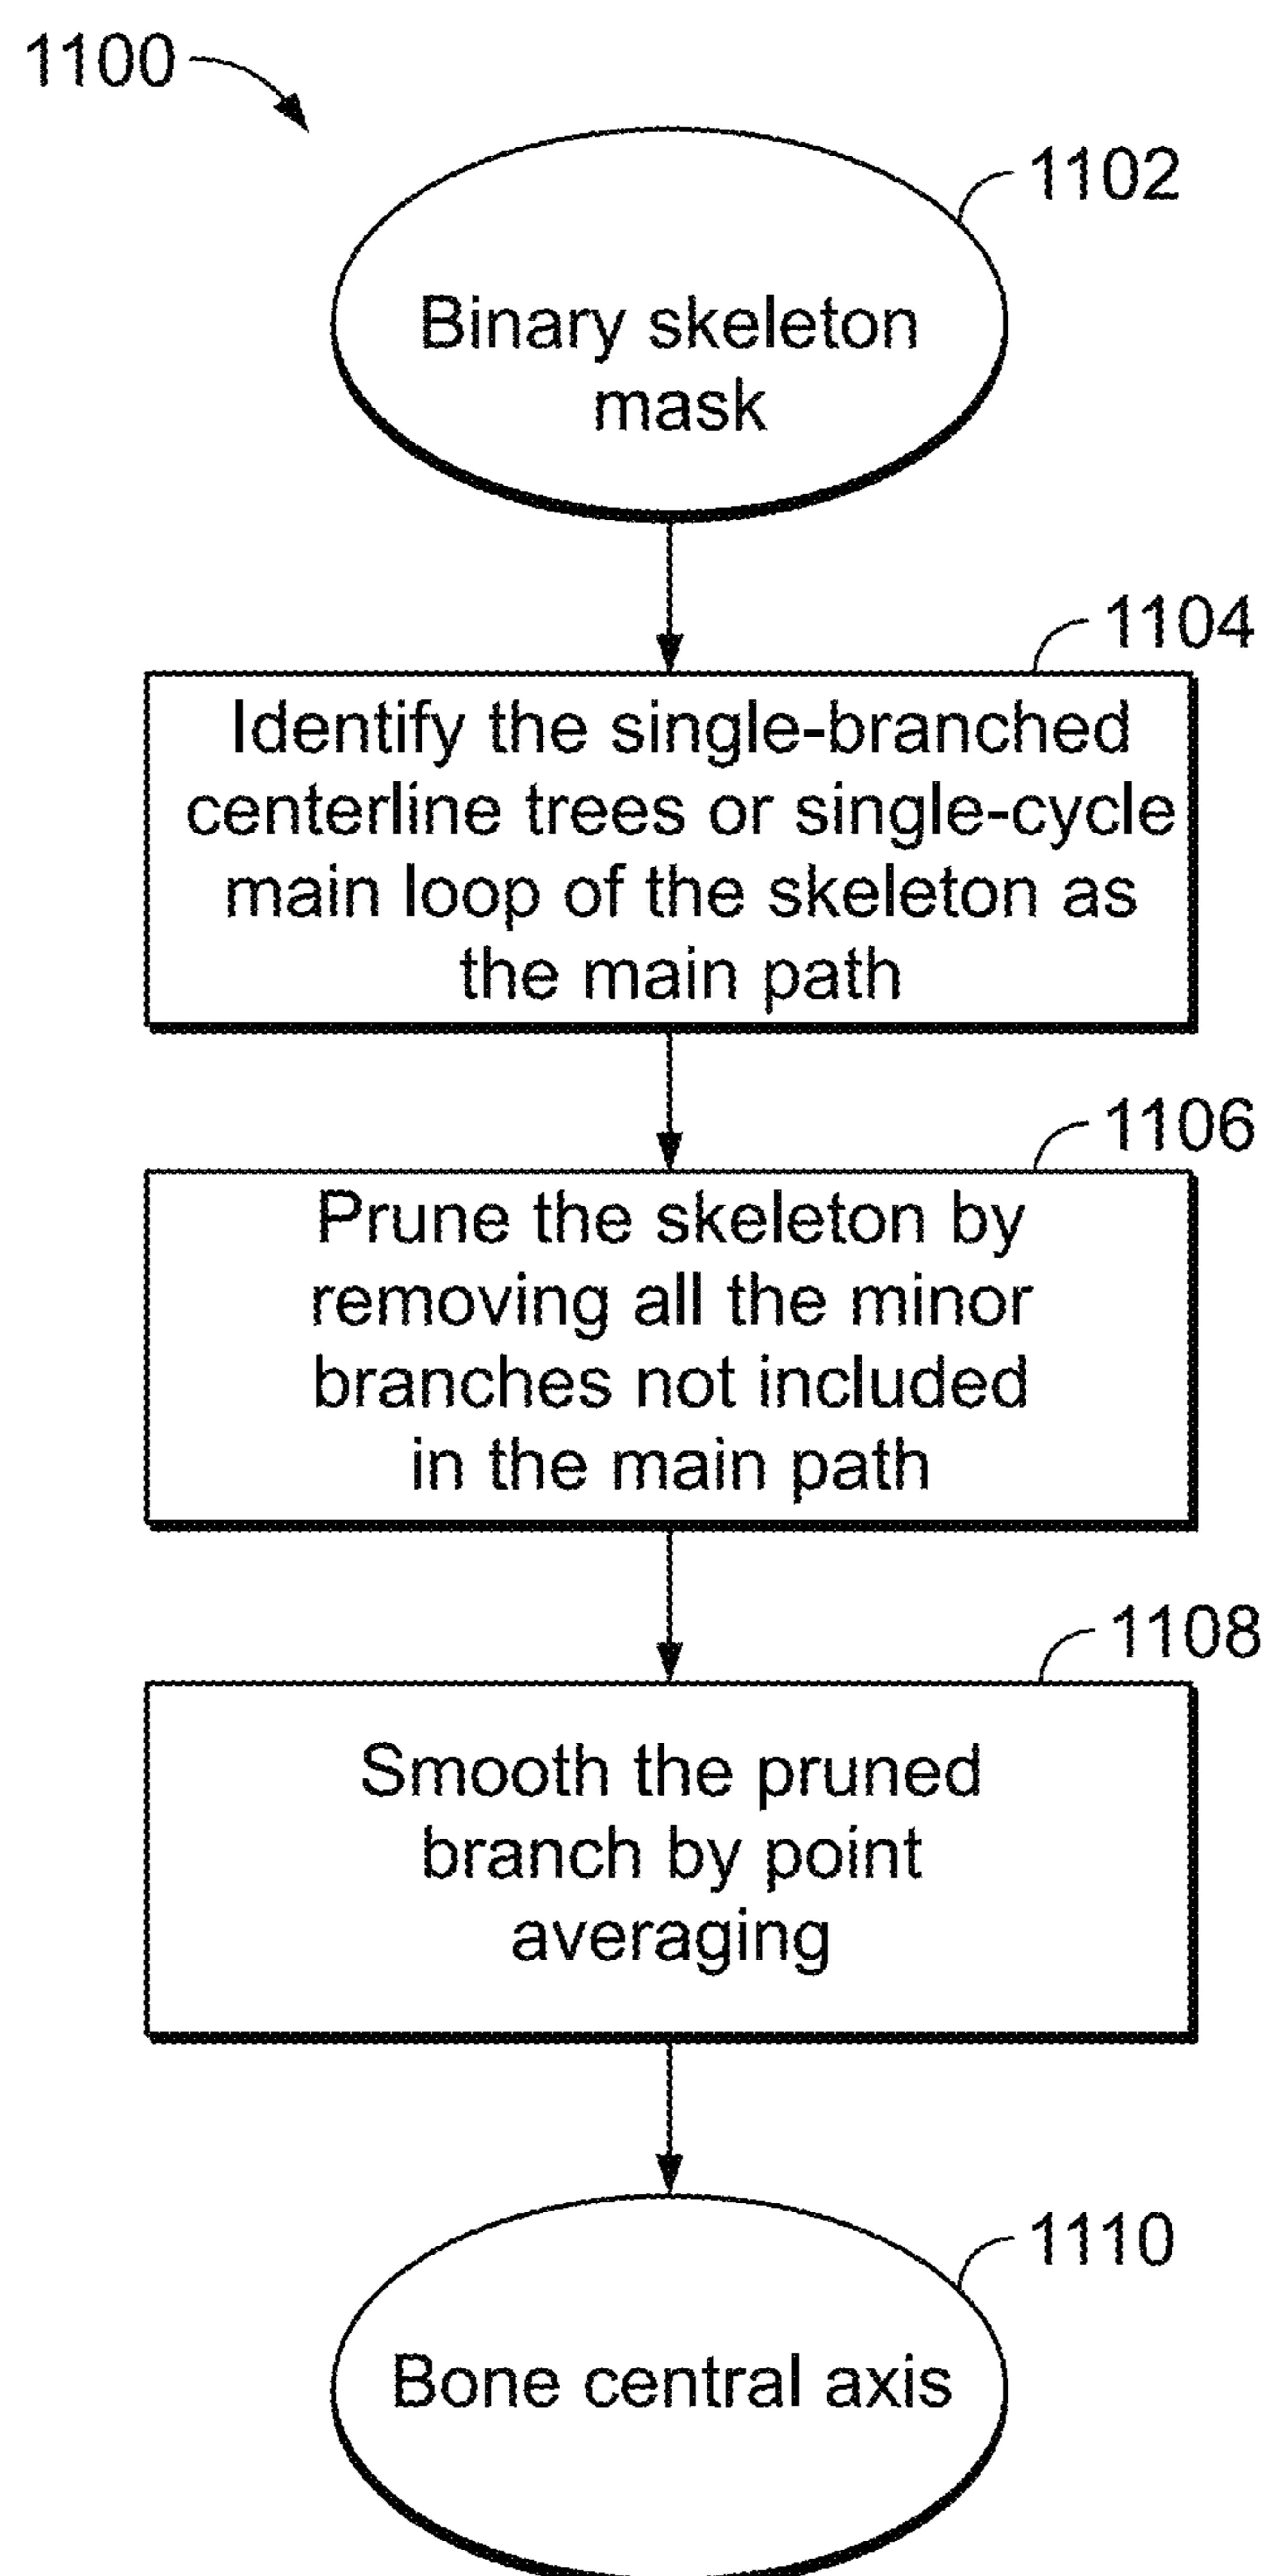 1100
1102
Binary skeleton
mask
1104
Identify the single-branched
centerline trees or single-cycle
main loop of the skeleton as
the main path
1106
Prune the skeleton by
removing all the minor
branches not included
in the main path
1108
Smooth the pruned
branch by point
averaging
1110
Bone central axis